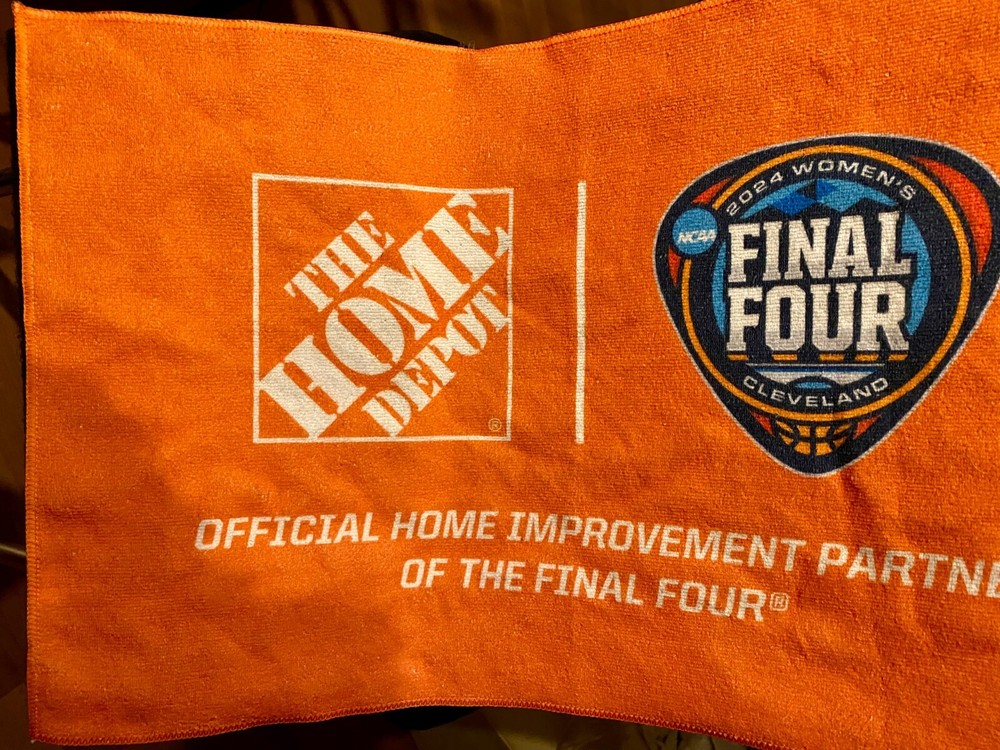 THE
HOME
DEPOT
®
2024 WOMEN'S
NCAA
FINAL
FOUR
CLEVELAND
OFFICIAL HOME IMPROVEMENT PARTNE
OF THE FINAL FOUR®